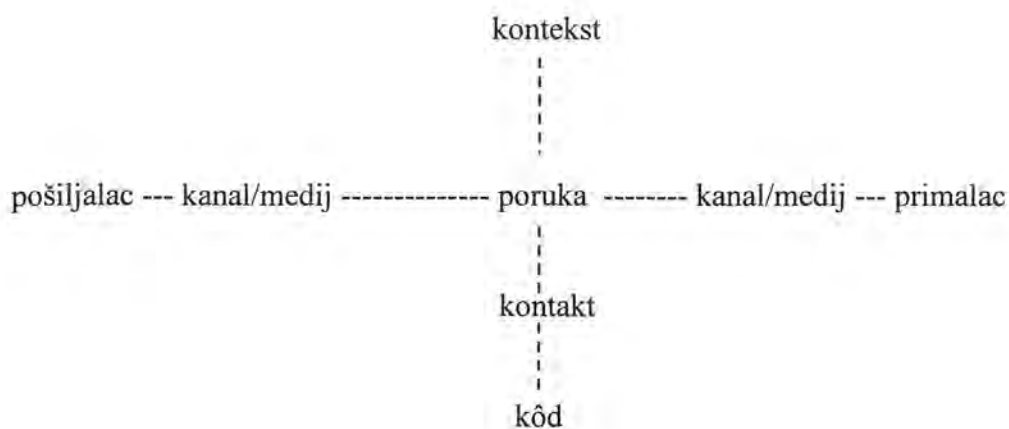 kontekst
pošiljalac --- kanal/medij -------------- poruka -------- kanal/medij --- primalac
kontakt
kôd